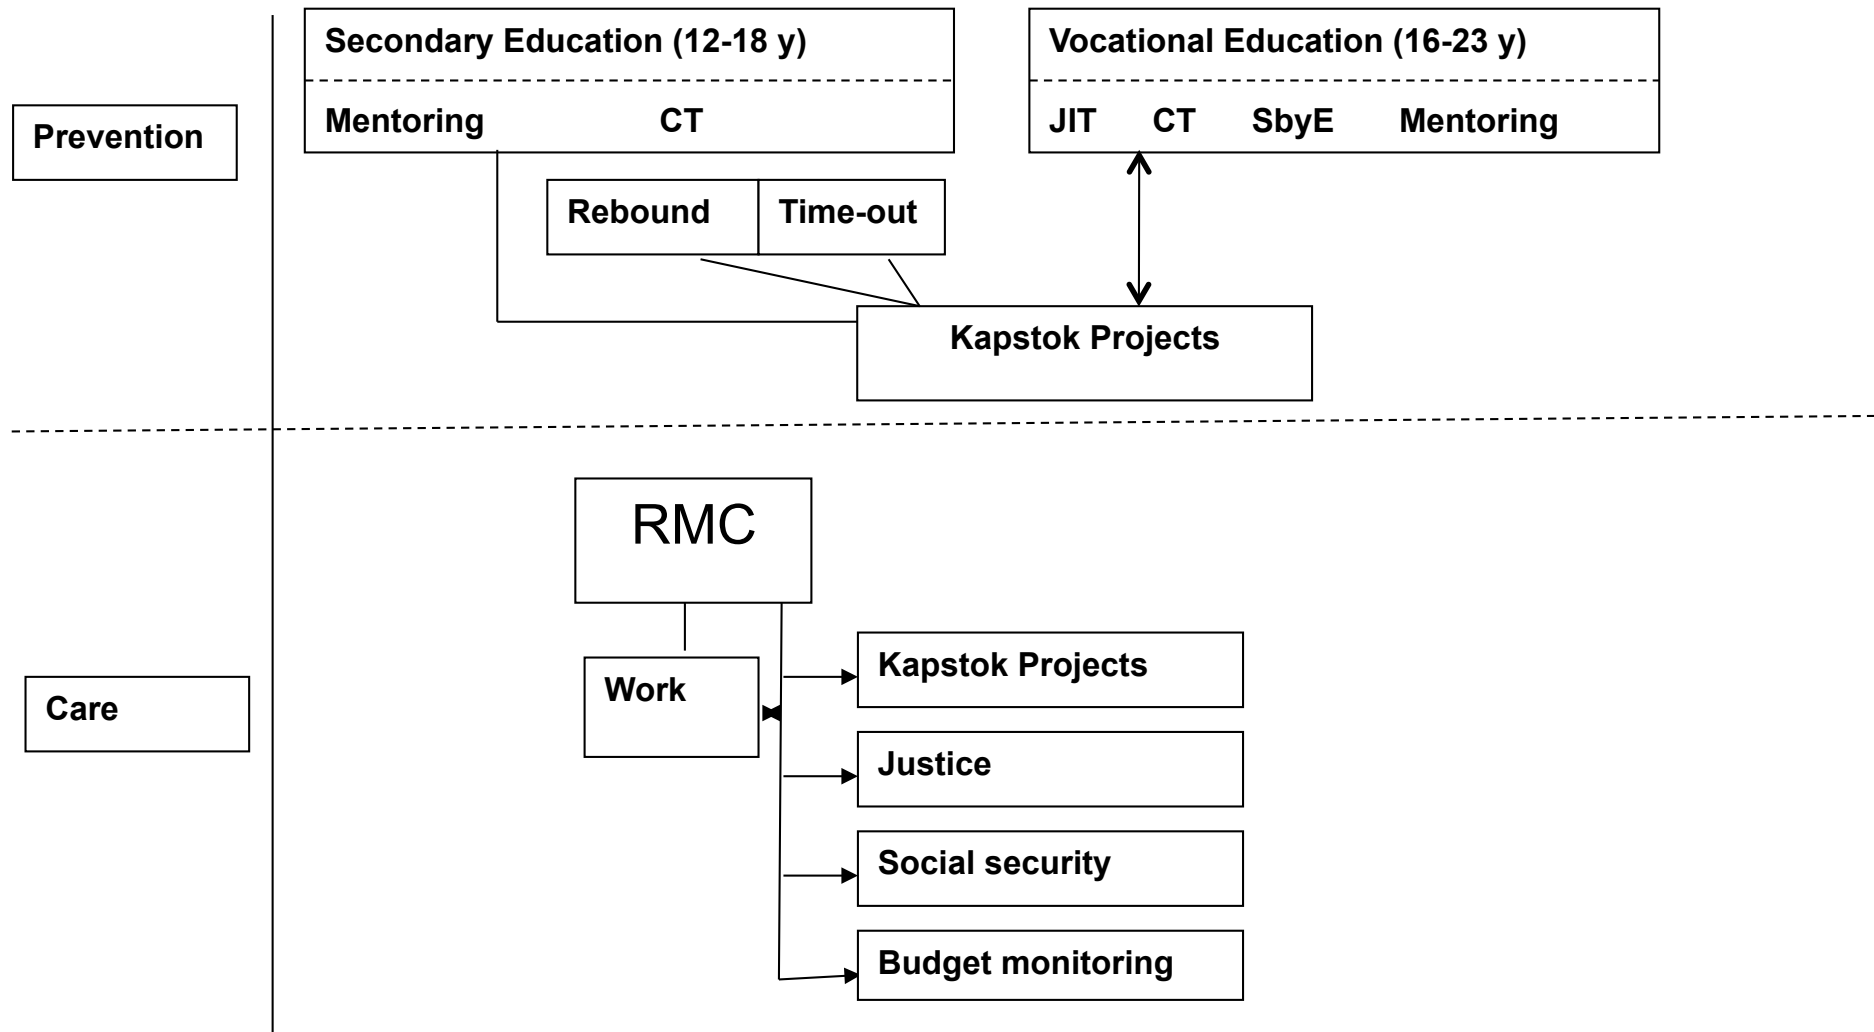 Secondary Education (12-18 y)
Mentoring CT
Vocational Education (16-23 y)
JIT CT SbyE Mentoring
Prevention
Rebound
Time-out
Kapstok Projects
RMC
Work
Care
Kapstok Projects
Justice
Social security
Budget monitoring